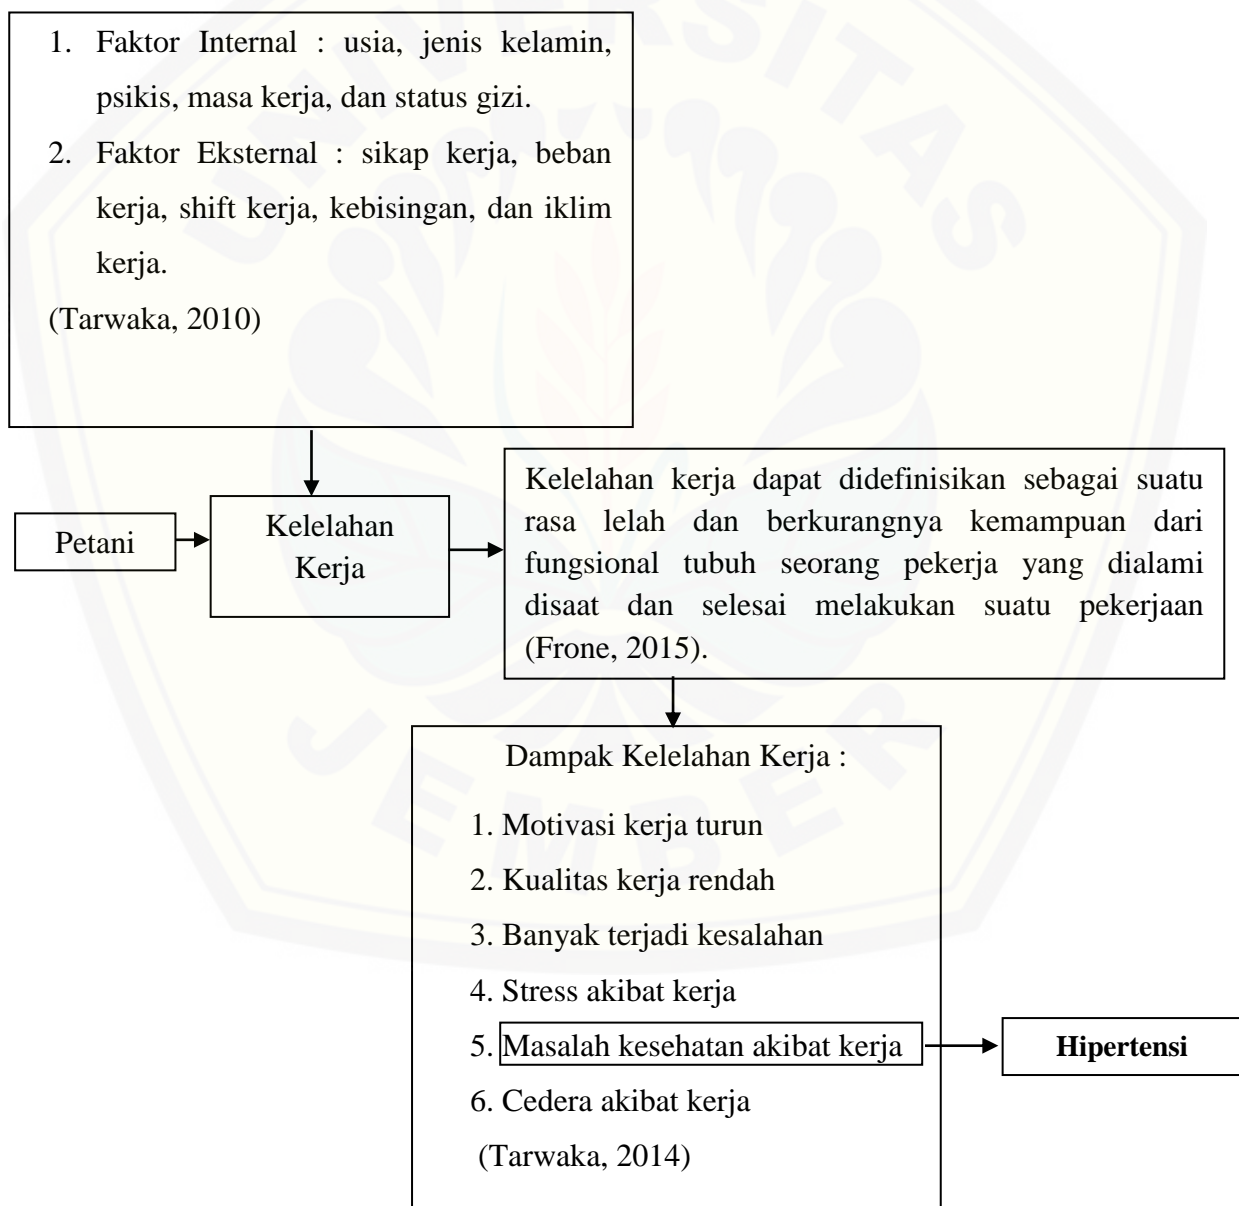 1. Faktor Internal : usia, jenis kelamin,
psikis, masa kerja, dan status gizi.
2. Faktor Eksternal : sikap kerja, beban
kerja, shift kerja, kebisingan, dan iklim
kerja.
(Tarwaka, 2010)
Petani
Kelelahan
Kerja
Kelelahan kerja dapat didefinisikan sebagai suatu
rasa lelah dan berkurangnya kemampuan dari
fungsional tubuh seorang pekerja yang dialami
disaat dan selesai melakukan suatu pekerjaan
(Frone, 2015).
Dampak Kelelahan Kerja :
1. Motivasi kerja turun
2. Kualitas kerja rendah
3. Banyak terjadi kesalahan
4. Stress akibat kerja
5. Masalah kesehatan akibat kerja
Hipertensi
6. Cedera akibat kerja
(Tarwaka, 2014)
UNIVERSITAS
JEMBER